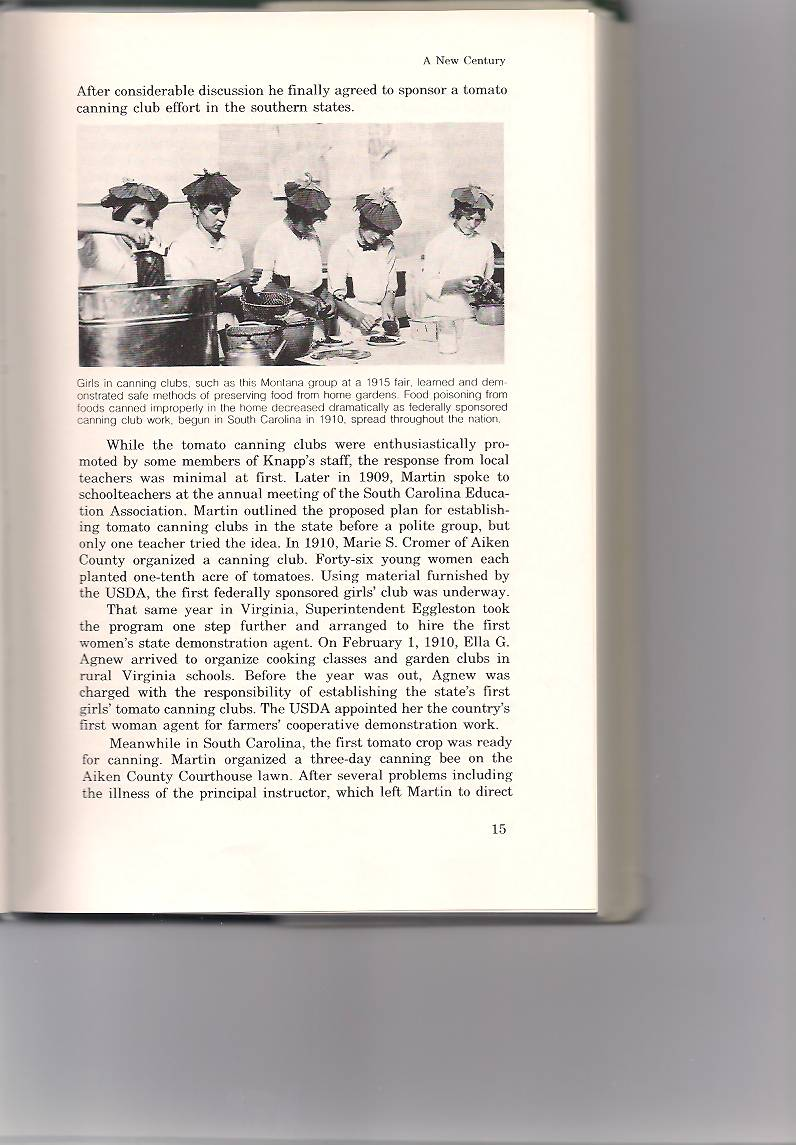 A New Century
After considerable discussion he finally agreed to sponsor a tomato
canning club effort in the southern states.
Girls in canning clubs, such as this Montana group at a 1915 fair, learned and dem-
onstrated safe methods of preserving food from home gardens. Food poisoning from
foods canned improperly in the home decreased dramatically as federally sponsored
canning club work, begun in South Carolina in 1910, spread throughout the nation.
While the tomato canning clubs were enthusiastically pro-
moted by some members of Knapp's staff, the response from local
teachers was minimal at first. Later in 1909, Martin spoke to
schoolteachers at the annual meeting of the South Carolina Educa-
tion Association. Martin outlined the proposed plan for establish-
ing tomato canning clubs in the state before a polite group, but
only one teacher tried the idea. In 1910, Marie S. Cromer of Aiken
County organized a canning club. Forty-six young women each
planted one-tenth acre of tomatoes. Using material furnished by
the USDA, the first federally sponsored girls' club was underway.
That same year in Virginia, Superintendent Eggleston took
the program one step further and arranged to hire the first
women's state demonstration agent. On February 1, 1910, Ella G.
Agnew arrived to organize cooking classes and garden clubs in
rural Virginia schools. Before the year was out, Agnew was
charged with the responsibility of establishing the state's first
girls' tomato canning clubs. The USDA appointed her the country's
first woman agent for farmers' cooperative demonstration work.
Meanwhile in South Carolina, the first tomato crop was ready
for canning. Martin organized a three-day canning bee on the
Aiken County Courthouse lawn. After several problems including
the illness of the principal instructor, which left Martin to direct
15